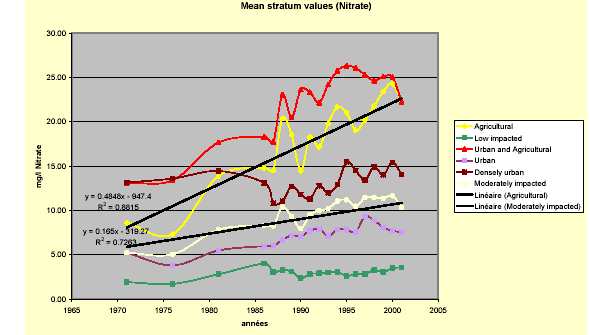 Mean stratum values (Nitrate)
30.00
25.00
20.00
15.00
10.00
5.00
0.00
mg/l Nitrate
y = 0.4848x - 947.4
R² = 0.8815
y = 0.165x - 319.27
R² = 0.7263
1965 1970 1975 1980 1985 1990 1995 2000 2005
années
Agricultural
Low impacted
Urban and Agricultural
Urban
Densely urban
Moderately impacted
Linéaire (Agricultural)
Linéaire (Moderately impacted)